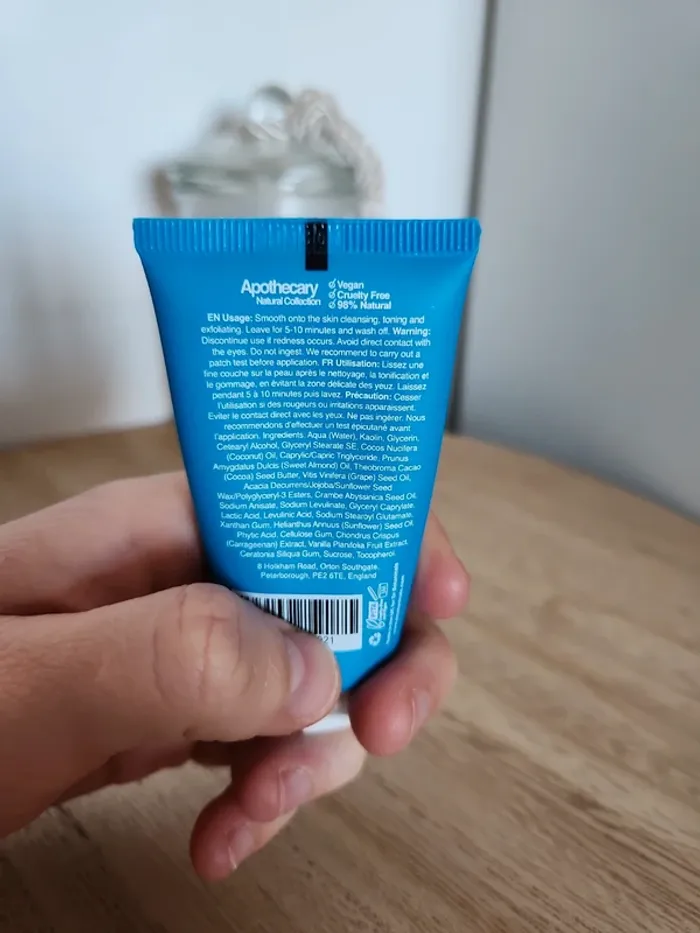 Apothecary
Natural Collection
Vegan
Cruelty Free
98% Natural
EN Usage: Smooth onto the skin cleansing, toning and
exfoliating. Leave for 5-10 minutes and wash off. Warning:
Discontinue use if redness occurs. Avoid direct contact with
the eyes. Do not ingest. We recommend to carry out a
patch test before application. FR Utilisation: Lissez une
fine couche sur la peau après le nettoyage, la tonification et
le gommage, en évitant la zone délicate des yeux. Laissez
pendant 5 à 10 minutes puis lavez. Précaution: Cesser
l'utilisation si des rougeurs ou irritations apparaissent.
Eviter le contact direct avec les yeux. Ne pas ingérer. Nous
recommendons d'effectuer un test épicutané avant
l'application. Ingredients: Aqua (Water), Kaolin, Glycerin,
Cetearyl Alcohol, Glyceryl Stearate SE, Cocos Nucifera
(Coconut) Oil, Caprylic/Capric Triglyceride, Prunus
Amygdalus Dulcis (Sweet Almond) Oil, Theobroma Cacao
(Cocoa) Seed Butter, Vitis Vinifera (Grape) Seed Oil,
Acacia Decurrens/Jojoba/Sunflower Seed
Wax/Polyglyceryl-3 Esters, Crambe Abyssinica Seed Oil,
Sodium Anisate, Sodium Levulinate, Glyceryl Caprylate,
Lactic Acid, Levulinic Acid, Sodium Stearoyl Glutamate,
Xanthan Gum, Helianthus Annuus (Sunflower) Seed Oil,
Phytic Acid, Cellulose Gum, Chondrus Crispus
(Carrageenan) Extract, Vanilla Planifolia Fruit Extract,
Ceratonia Siliqua Gum, Sucrose, Tocopherol.
8 Holkham Road, Orton Southgate,
Peterborough, PE2 6TE, England
21